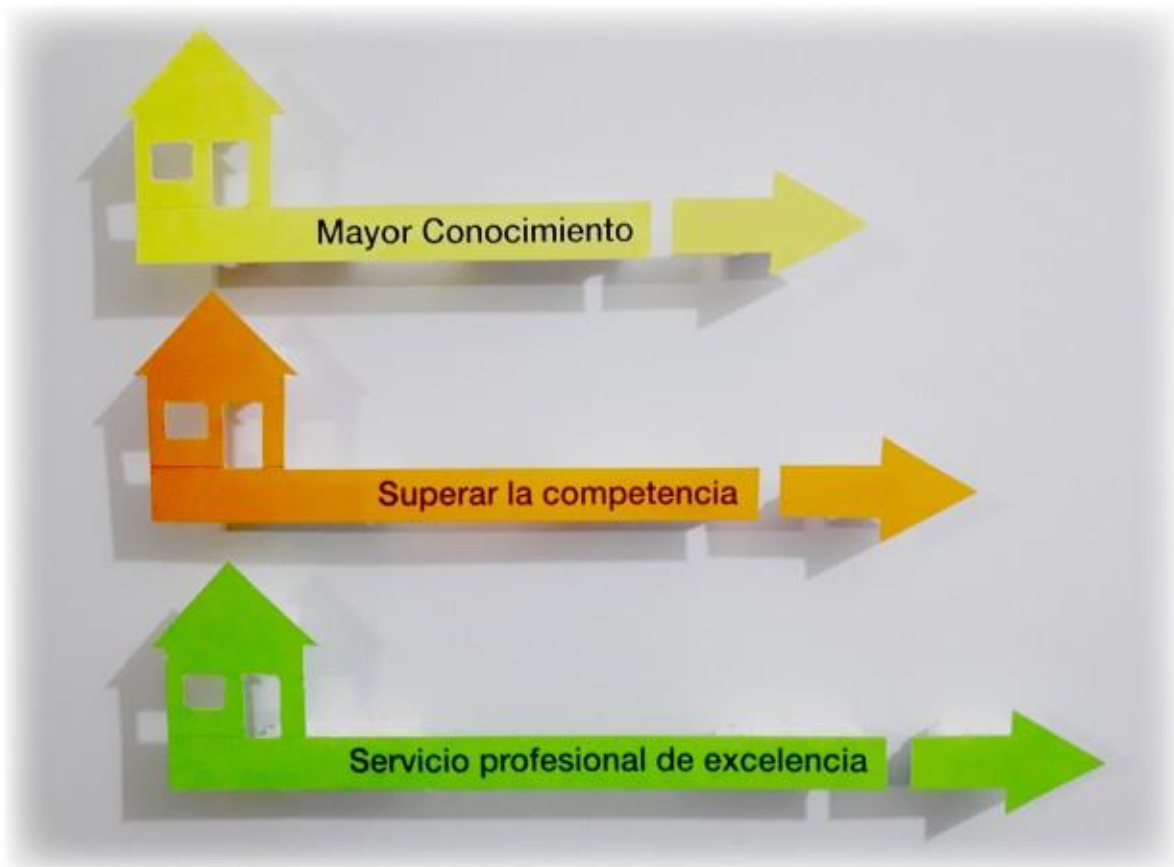 Mayor Conocimiento
Superar la competencia
Servicio profesional de excelencia